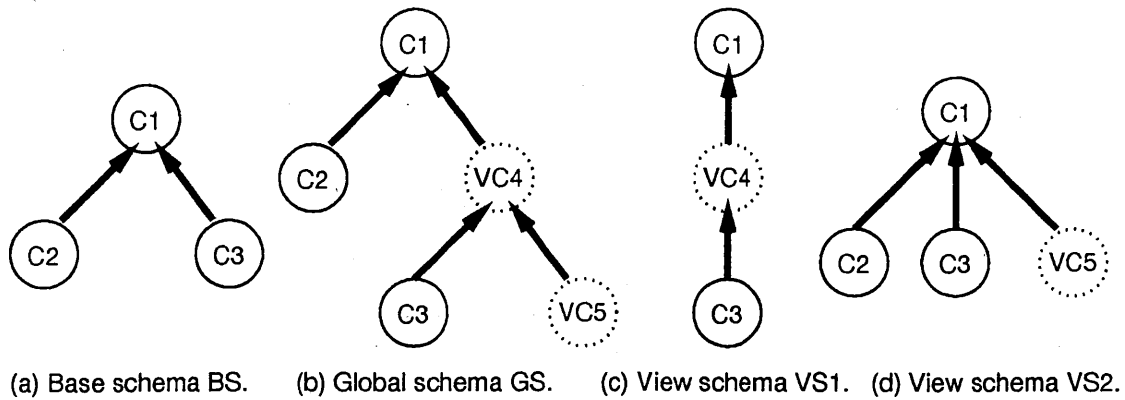 C1
C2
C3
C1
C2
VC4
C3
VC5
C1
VC4
C3
C1
C2
C3
VC5
(a) Base schema BS.
(b) Global schema GS.
(c) View schema VS1.
(d) View schema VS2.